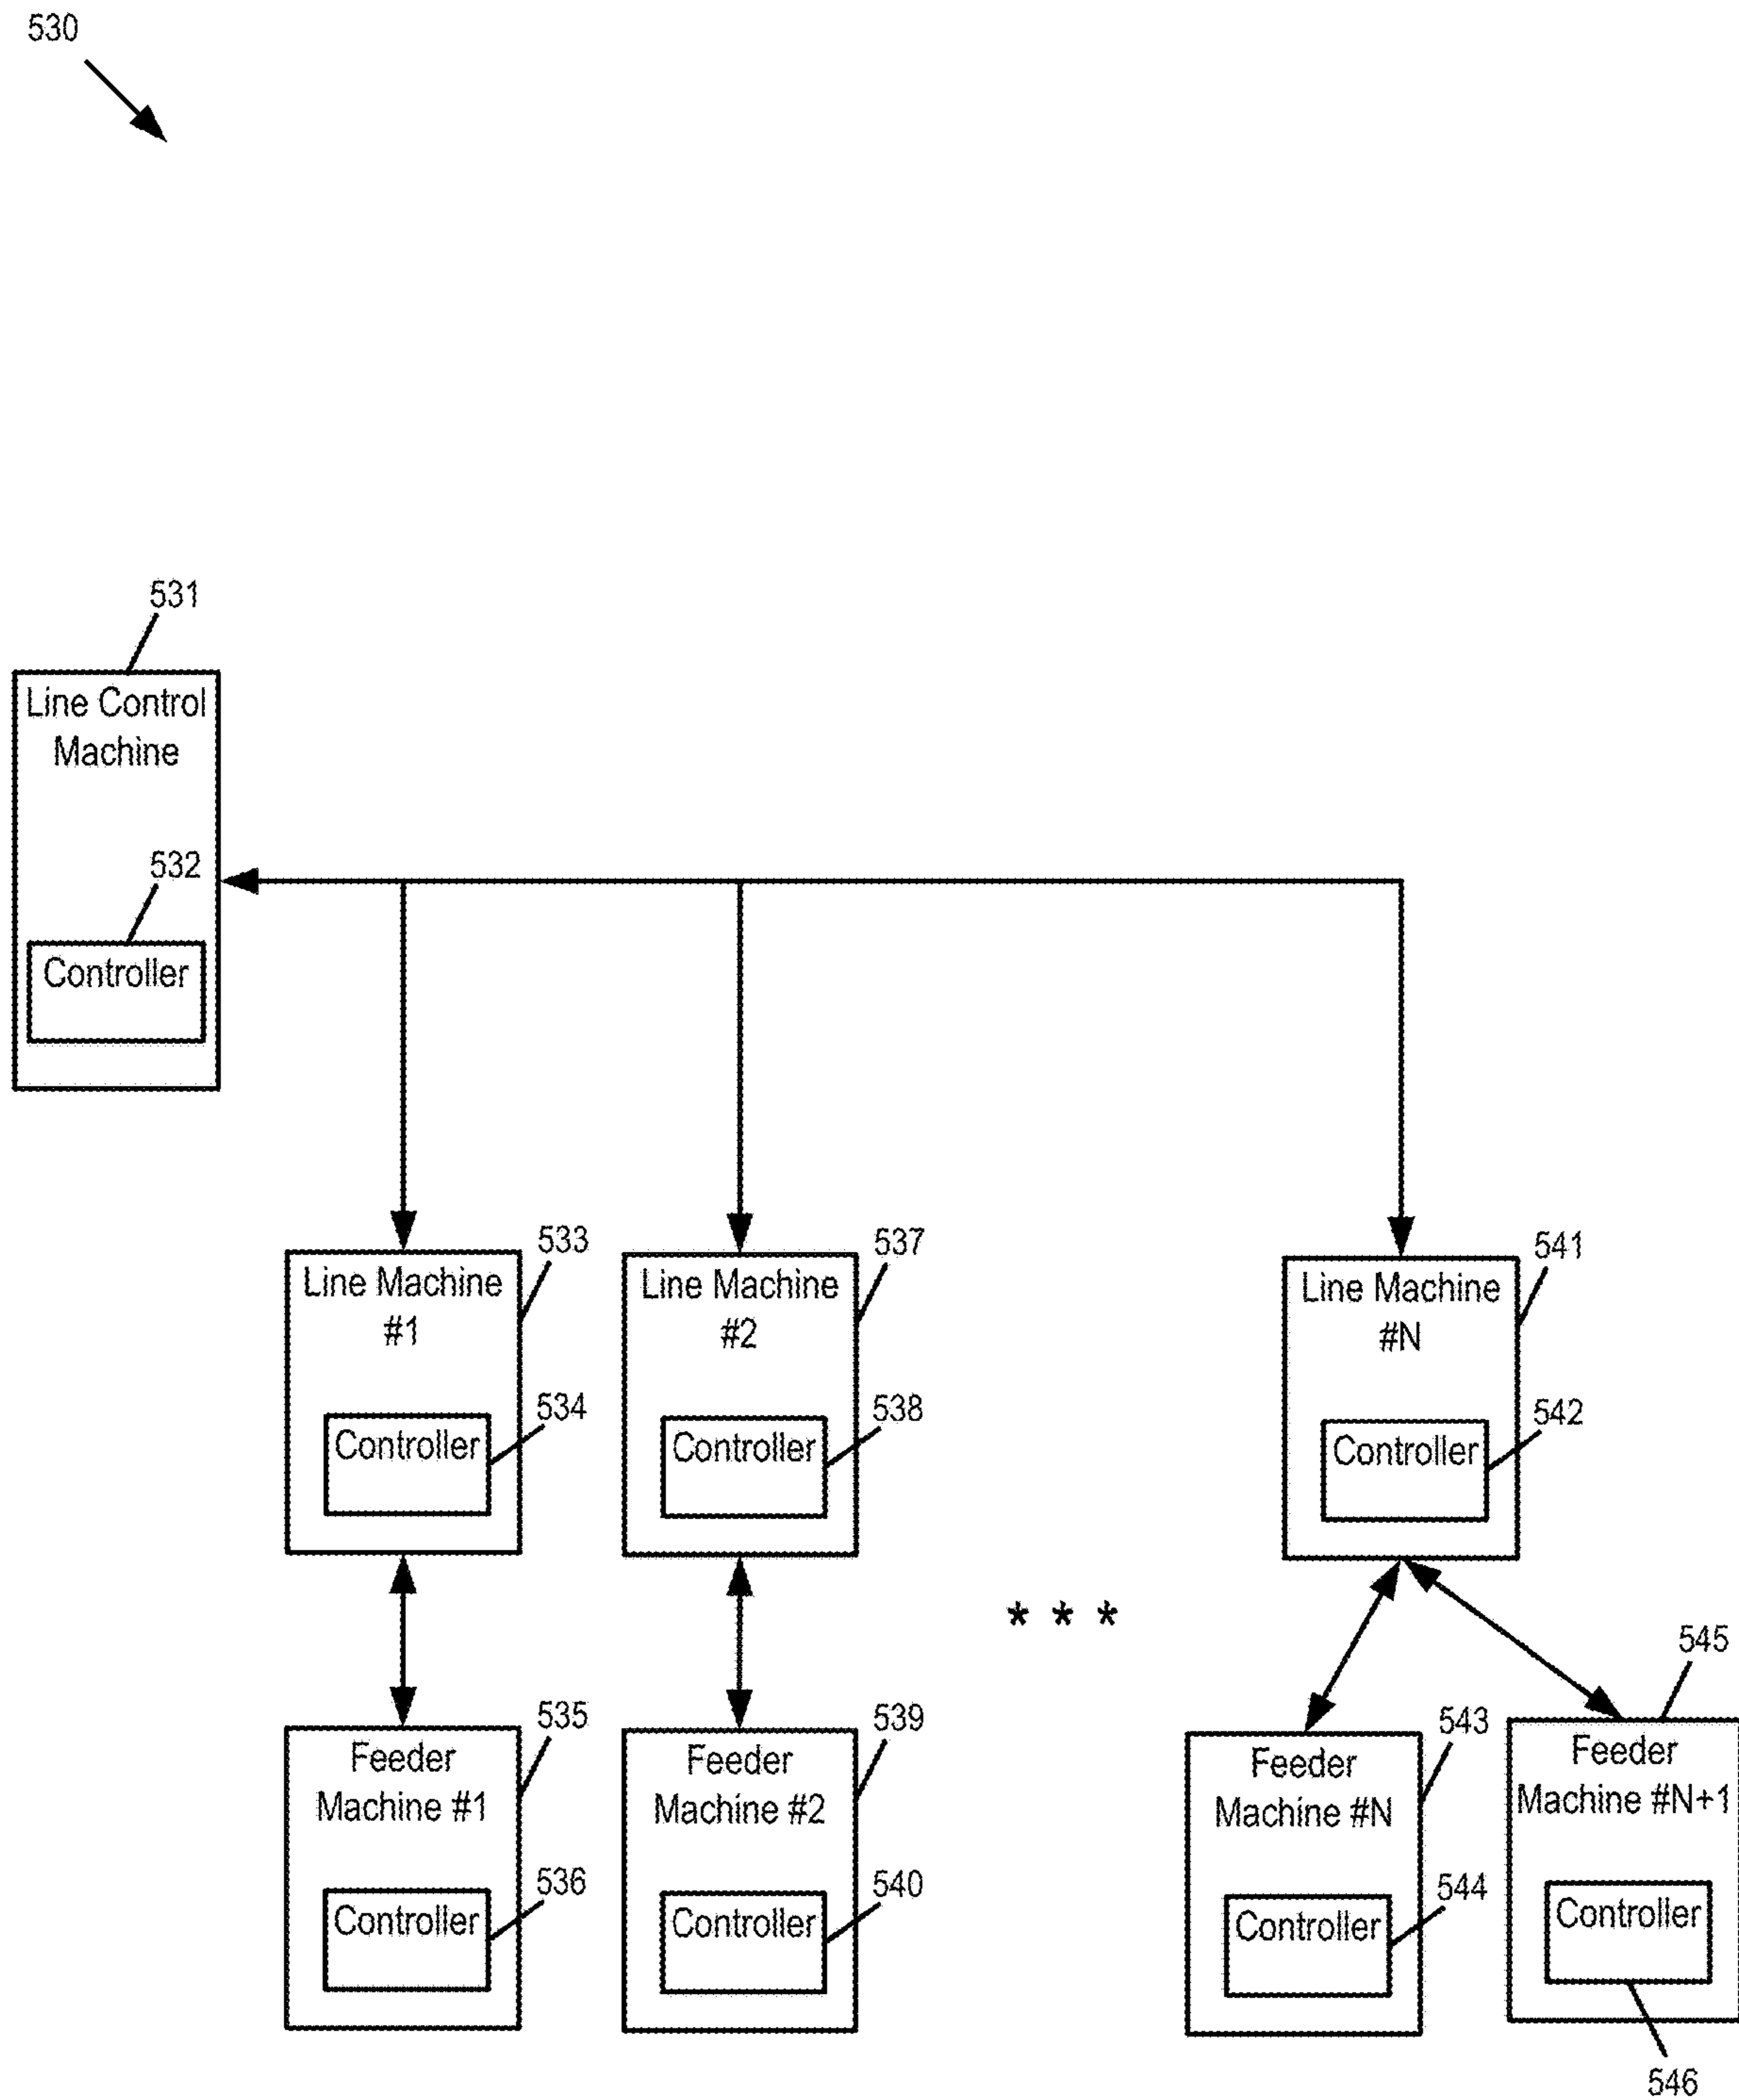 530
531
Line Control
Machine
532
Controller
533
Line Machine
#1
534
Controller
537
Line Machine
#2
538
Controller
541
Line Machine
#N
542
Controller
* * *
535
Feeder
Machine #1
536
Controller
539
Feeder
Machine #2
540
Controller
543
Feeder
Machine #N
544
Controller
545
Feeder
Machine #N+1
Controller
546